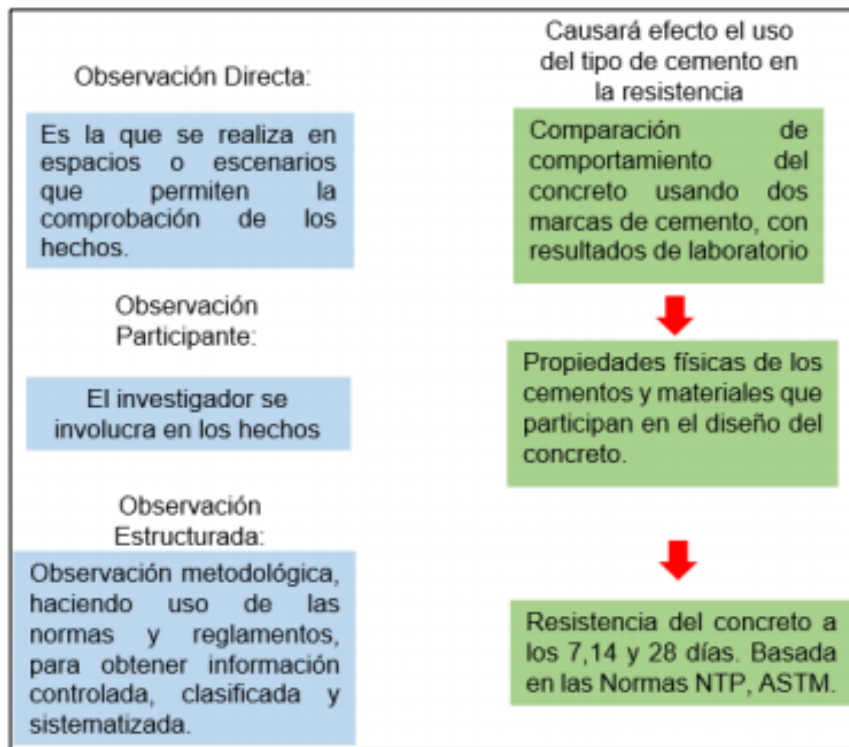 Observación Directa:
Es la que se realiza en
espacios o escenarios
que permiten la
comprobación de los
hechos.
Observación
Participante:
El investigador se
involucra en los hechos
Observación
Estructurada:
Observación metodológica,
haciendo uso de las
normas y reglamentos,
para obtener información
controlada, clasificada y
sistematizada.
Causará efecto el uso
del tipo de cemento en
la resistencia
Comparación de
comportamiento del
concreto usando dos
marcas de cemento, con
resultados de laboratorio
Propiedades físicas de los
cementos y materiales que
participan en el diseño del
concreto.
Resistencia del concreto a
los 7,14 y 28 días. Basada
en las Normas NTP, ASTM.